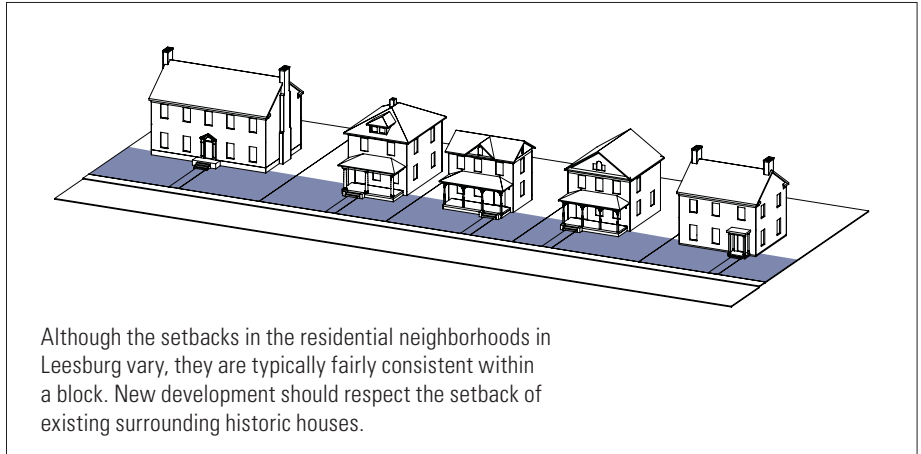 Although the setbacks in the residential neighborhoods in
Leesburg vary, they are typically fairly consistent within
a block. New development should respect the setback of
existing surrounding historic houses.